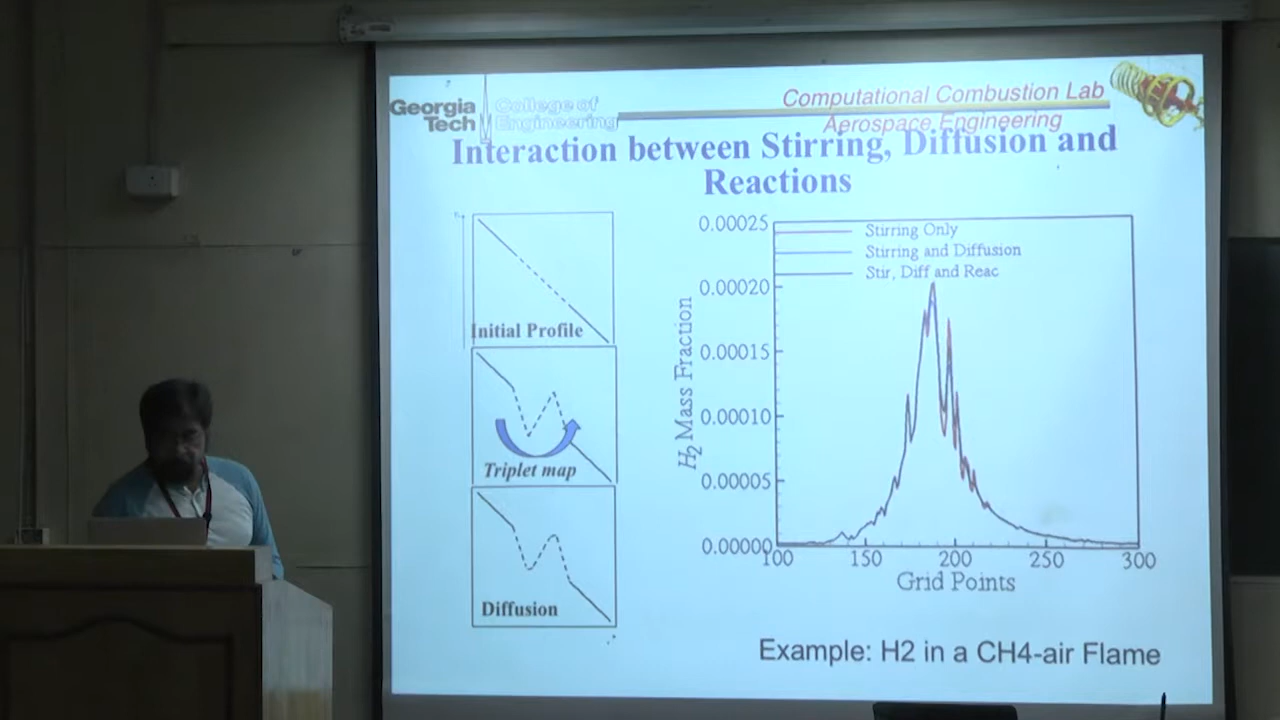 Georgia
Tech
College of
Engineering
Computational Combustion Lab
Aerospace Engineering
Interaction between Stirring, Diffusion and
Reactions
Initial Profile
Triplet map
Diffusion
0.00025
0.00020
0.00015
0.00010
0.00005
0.00000
H2 Mass Fraction
Stirring Only
Stirring and Diffusion
Stir, Diff and Reac
100 150 200 250 300
Grid Points
Example: H2 in a CH4-air Flame